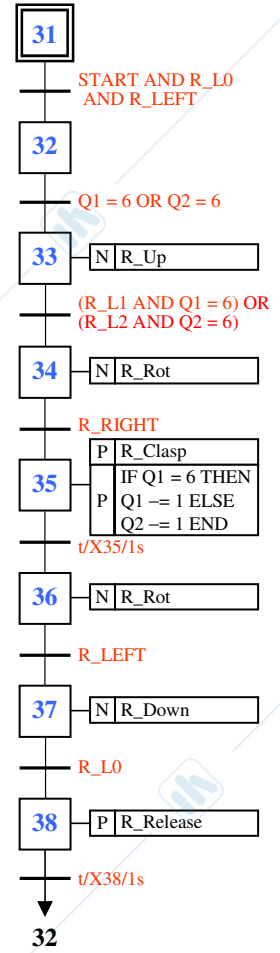 31
START AND R_L0
AND R_LEFT
32
Q1 = 6 OR Q2 = 6
33
N R_Up
(R_L1 AND Q1 = 6) OR
(R_L2 AND Q2 = 6)
34
N R_Rot
R_RIGHT
P R_Clasp
35
IF Q1 = 6 THEN
P Q1 −= 1 ELSE
Q2 −= 1 END
t/X35/1s
36
N R_Rot
R_LEFT
37
N R_Down
R_L0
38
P R_Release
t/X38/1s
32